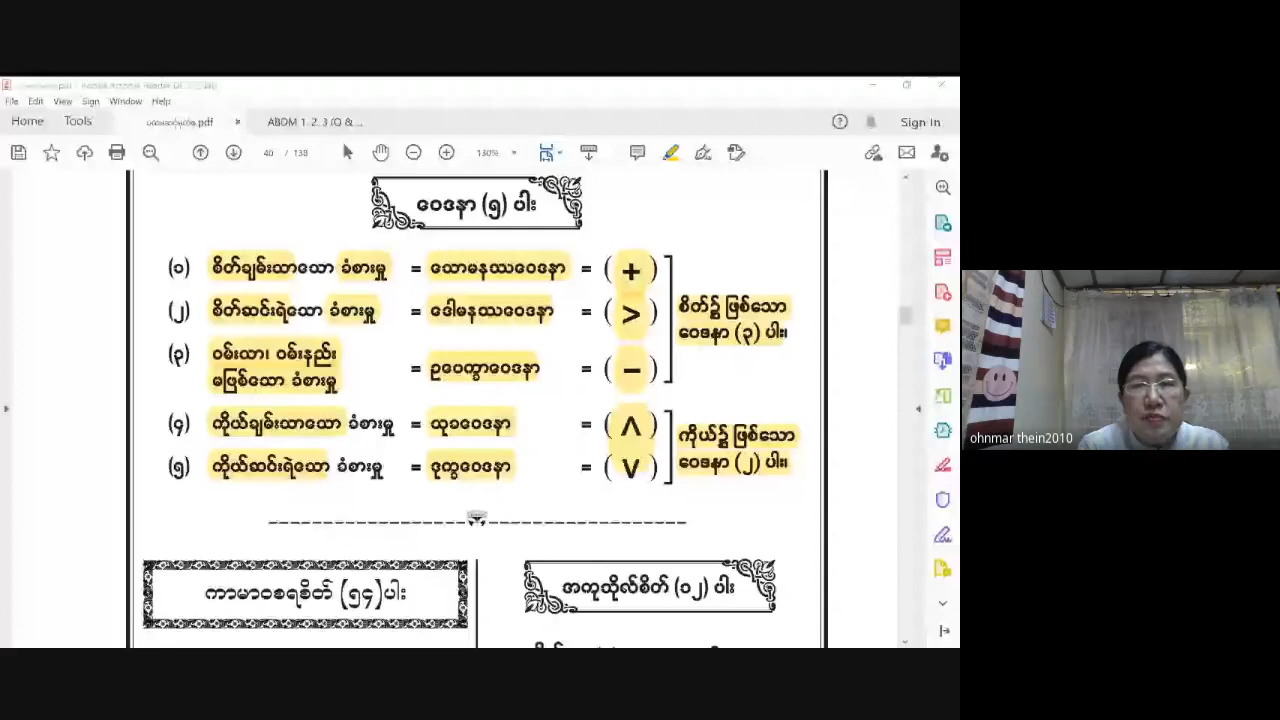 File Edit View Sign Window Help
Home Tools ABDM 1. 2. 3 (Q &... Sign In
40 / 138 130%
ဝေဒနာ (၅) ပါး
(၁) စိတ်ချမ်းသာသော ခံစားမှု = သောမနဿဝေဒနာ = ( + )
(၂) စိတ်ဆင်းရဲသော ခံစားမှု = ဒေါမနဿဝေဒနာ = ( > )
စိတ်၌ ဖြစ်သော
ဝေဒနာ (၃) ပါး။
(၃) ဝမ်းသာ၊ ဝမ်းနည်း
မဖြစ်သော ခံစားမှု = ဥပေက္ခာဝေဒနာ = ( – )
(၄) ကိုယ်ချမ်းသာသော ခံစားမှု = သုခဝေဒနာ = ( ᐱ )
(၅) ကိုယ်ဆင်းရဲသော ခံစားမှု = ဒုက္ခဝေဒနာ = ( ᐯ )
ကိုယ်၌ ဖြစ်သော
ဝေဒနာ (၂) ပါး။
ကာမာဝစရစိတ် (၅၄)ပါး
အကုသိုလ်စိတ် (၁၂) ပါး
ohnmar thein2010